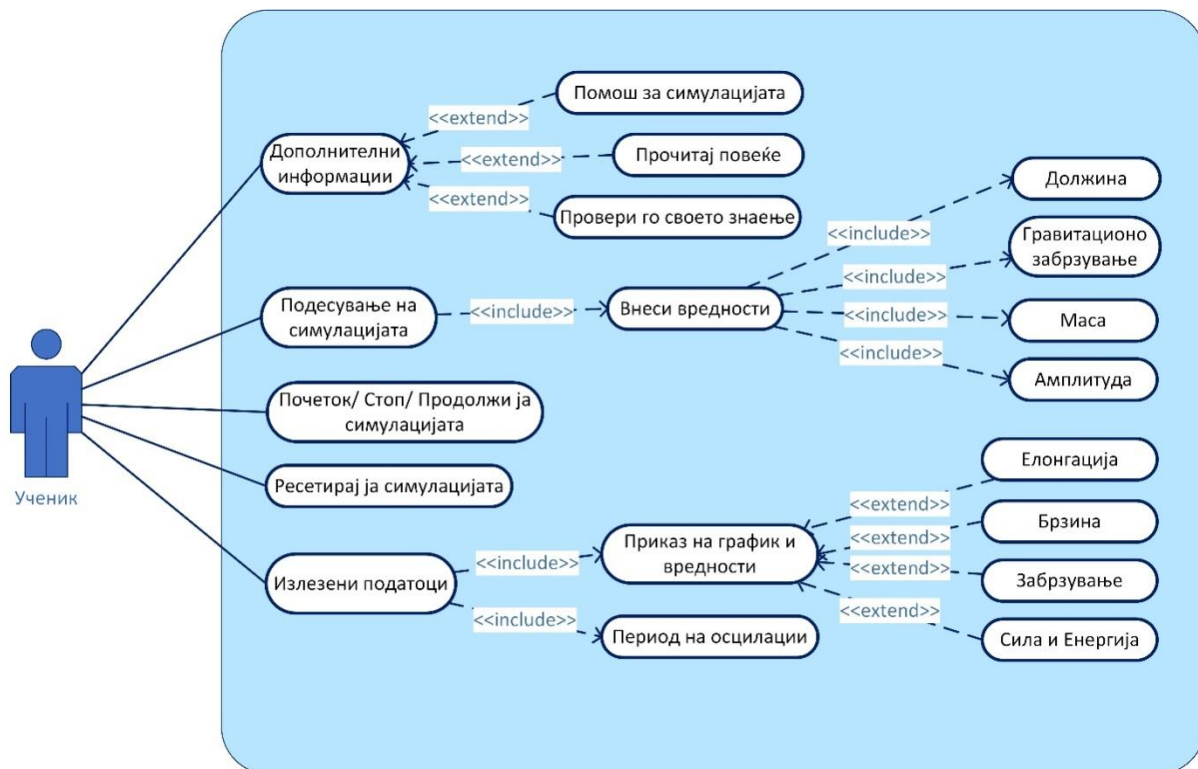 Помош за симулацијата
<<extend>>
Дополнителни
информации
<<extend>>
Прочитај повеќе
<<extend>>
Провери го своето знаење
Должина
<<include>>
Гравитационо
забрзување
<<include>>
Подесување на
симулацијата
<<include>>
Внеси вредности
<<include>>
Маса
<<include>>
Амплитуда
Почеток/ Стоп/ Продолжи ја
симулацијата
Ресетирај ја симулацијата
Ученик
Елонгација
<<extend>>
Брзина
<<extend>>
Излезени податоци
<<include>>
Приказ на график и
вредности
<<extend>>
Забрзување
<<extend>>
<<include>>
Период на осцилации
Сила и Енергија